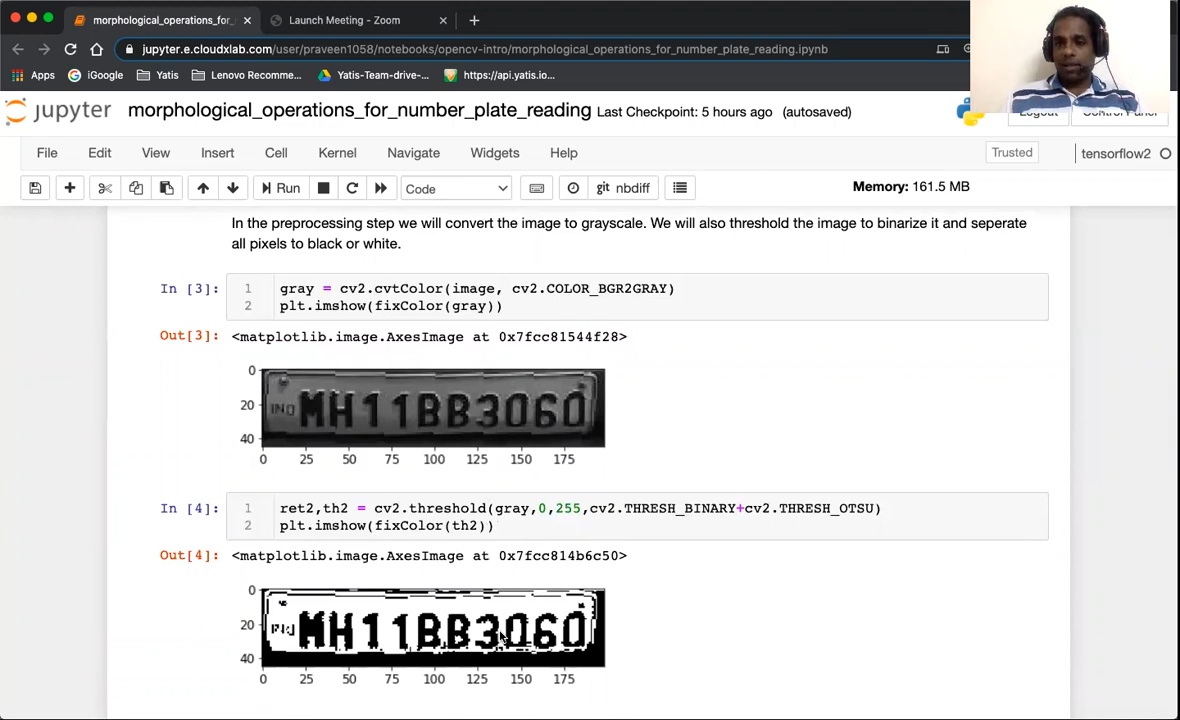 morphological_operations_for_
Launch Meeting - Zoom
jupyter.e.cloudxlab.com/user/praveen1058/notebooks/opencv-intro/morphological_operations_for_number_plate_reading.ipynb
Apps iGoogle Yatis Lenovo Recomme... Yatis-Team-drive-... https://api.yatis.io...
jupyter morphological_operations_for_number_plate_reading Last Checkpoint: 5 hours ago (autosaved)
Logout Control Panel
File Edit View Insert Cell Kernel Navigate Widgets Help Trusted tensorflow2
Run Code git nbdiff Memory: 161.5 MB
In the preprocessing step we will convert the image to grayscale. We will also threshold the image to binarize it and seperate
all pixels to black or white.
In [3]: 1 gray = cv2.cvtColor(image, cv2.COLOR_BGR2GRAY)
2 plt.imshow(fixColor(gray))
Out[3]: <matplotlib.image.AxesImage at 0x7fcc81544f28>
0
20
40
IND MH11BB3060
0 25 50 75 100 125 150 175
In [4]: 1 ret2,th2 = cv2.threshold(gray,0,255,cv2.THRESH_BINARY+cv2.THRESH_OTSU)
2 plt.imshow(fixColor(th2))
Out[4]: <matplotlib.image.AxesImage at 0x7fcc814b6c50>
0
20
40
MH11BB3060
0 25 50 75 100 125 150 175